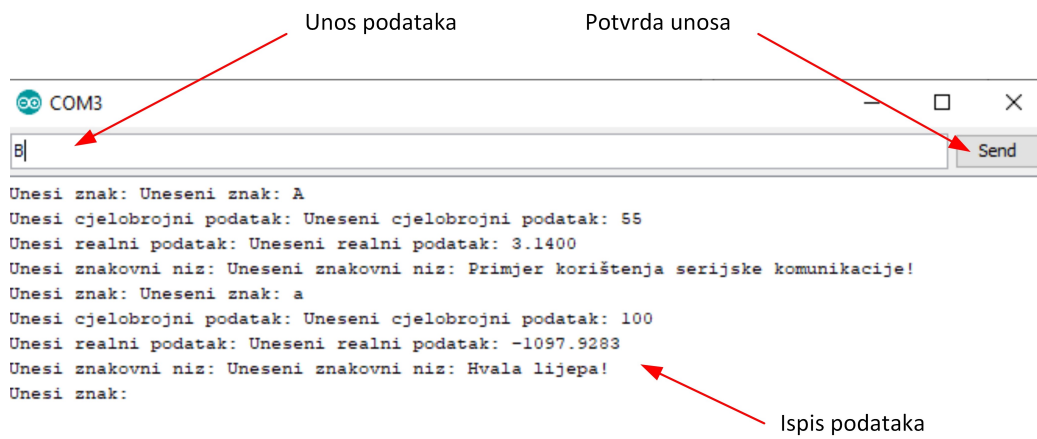 Unos podataka Potvrda unosa
COM3
B
Send
Unesi znak: Uneseni znak: A
Unesi cjelobrojni podatak: Uneseni cjelobrojni podatak: 55
Unesi realni podatak: Uneseni realni podatak: 3.1400
Unesi znakovni niz: Uneseni znakovni niz: Primjer korištenja serijske komunikacije!
Unesi znak: Uneseni znak: a
Unesi cjelobrojni podatak: Uneseni cjelobrojni podatak: 100
Unesi realni podatak: Uneseni realni podatak: -1097.9283
Unesi znakovni niz: Uneseni znakovni niz: Hvala lijepa!
Unesi znak:
Ispis podataka